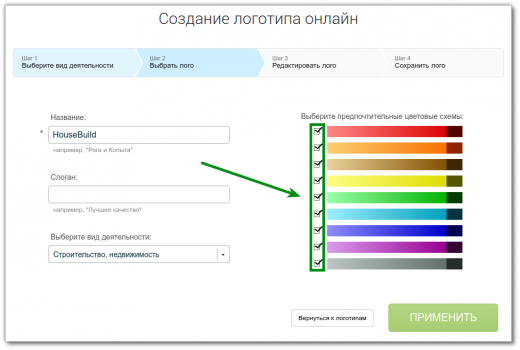 Создание логотипа онлайн
Шаг 1
Выберите вид деятельности
Шаг 2
Выбрать лого
Шаг 3
Редактировать лого
Шаг 4
Сохранить лого
Название:
* HouseBuild
например, "Рога и Копыта"
Слоган:
например, "Лучшее качество"
Выберите вид деятельности:
Строительство, недвижимость
Выберите предпочтительные цветовые схемы:
Вернуться к логотипам
ПРИМЕНИТЬ